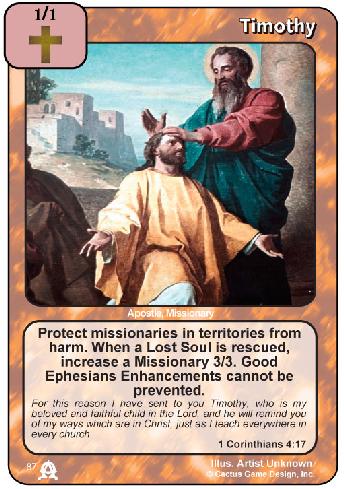 1/1
Timothy
Apostle, Missionary
Protect missionaries in territories from
harm. When a Lost Soul is rescued,
increase a Missionary 3/3. Good
Ephesians Enhancements cannot be
prevented.
For this reason I have sent to you Timothy, who is my
beloved and faithful child in the Lord, and he will remind you
of my ways which are in Christ, just as I teach everywhere in
every church
1 Corinthians 4:17
87
Illus. Artist Unknown
© Cactus Game Design, Inc.